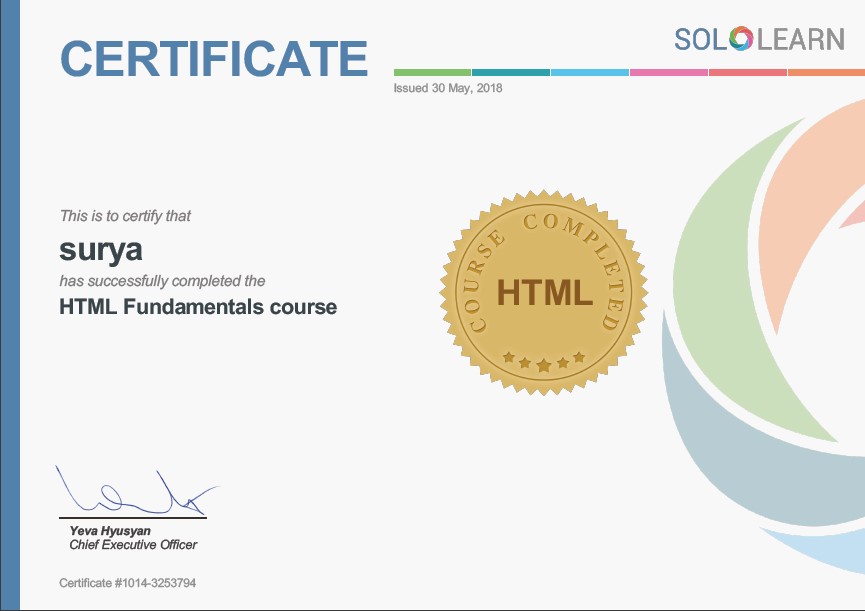 CERTIFICATE
SOLOLEARN
Issued 30 May, 2018
This is to certify that
surya
has successfully completed the
HTML Fundamentals course
COURSE COMPLETED
HTML
Yeva Hyusyan
Chief Executive Officer
Certificate #1014-3253794